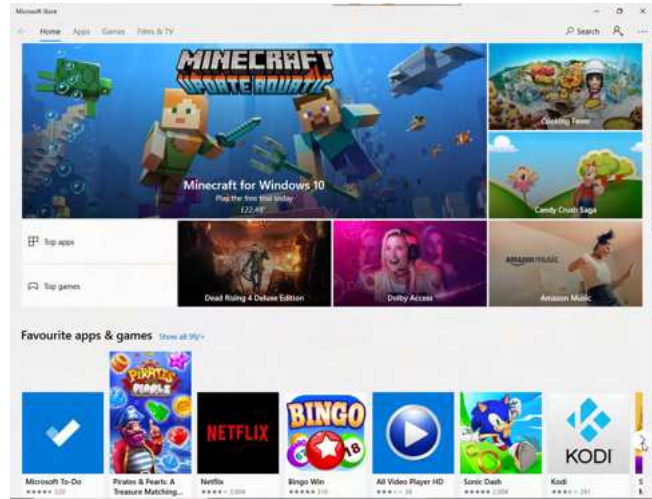 Microsoft Store
Home Apps Games Films & TV
Search
MINECRAFT
UPDATE AQUATIC
Minecraft for Windows 10
Play the free trial today
£22.49
Cooking Fever
Candy Crush Saga
Top apps
Top games
Dead Rising 4 Deluxe Edition
Dolby Access
amazon music
Amazon Music
Favourite apps & games Show all 99/+
PIRATES
PEARLS
NETFLIX
BINGO
18
KODI
Microsoft To-Do
Pirates & Pearls: A
Treasure Matching...
Netflix
Bingo Win
All Video Player HD
Sonic Dash
Kodi
S